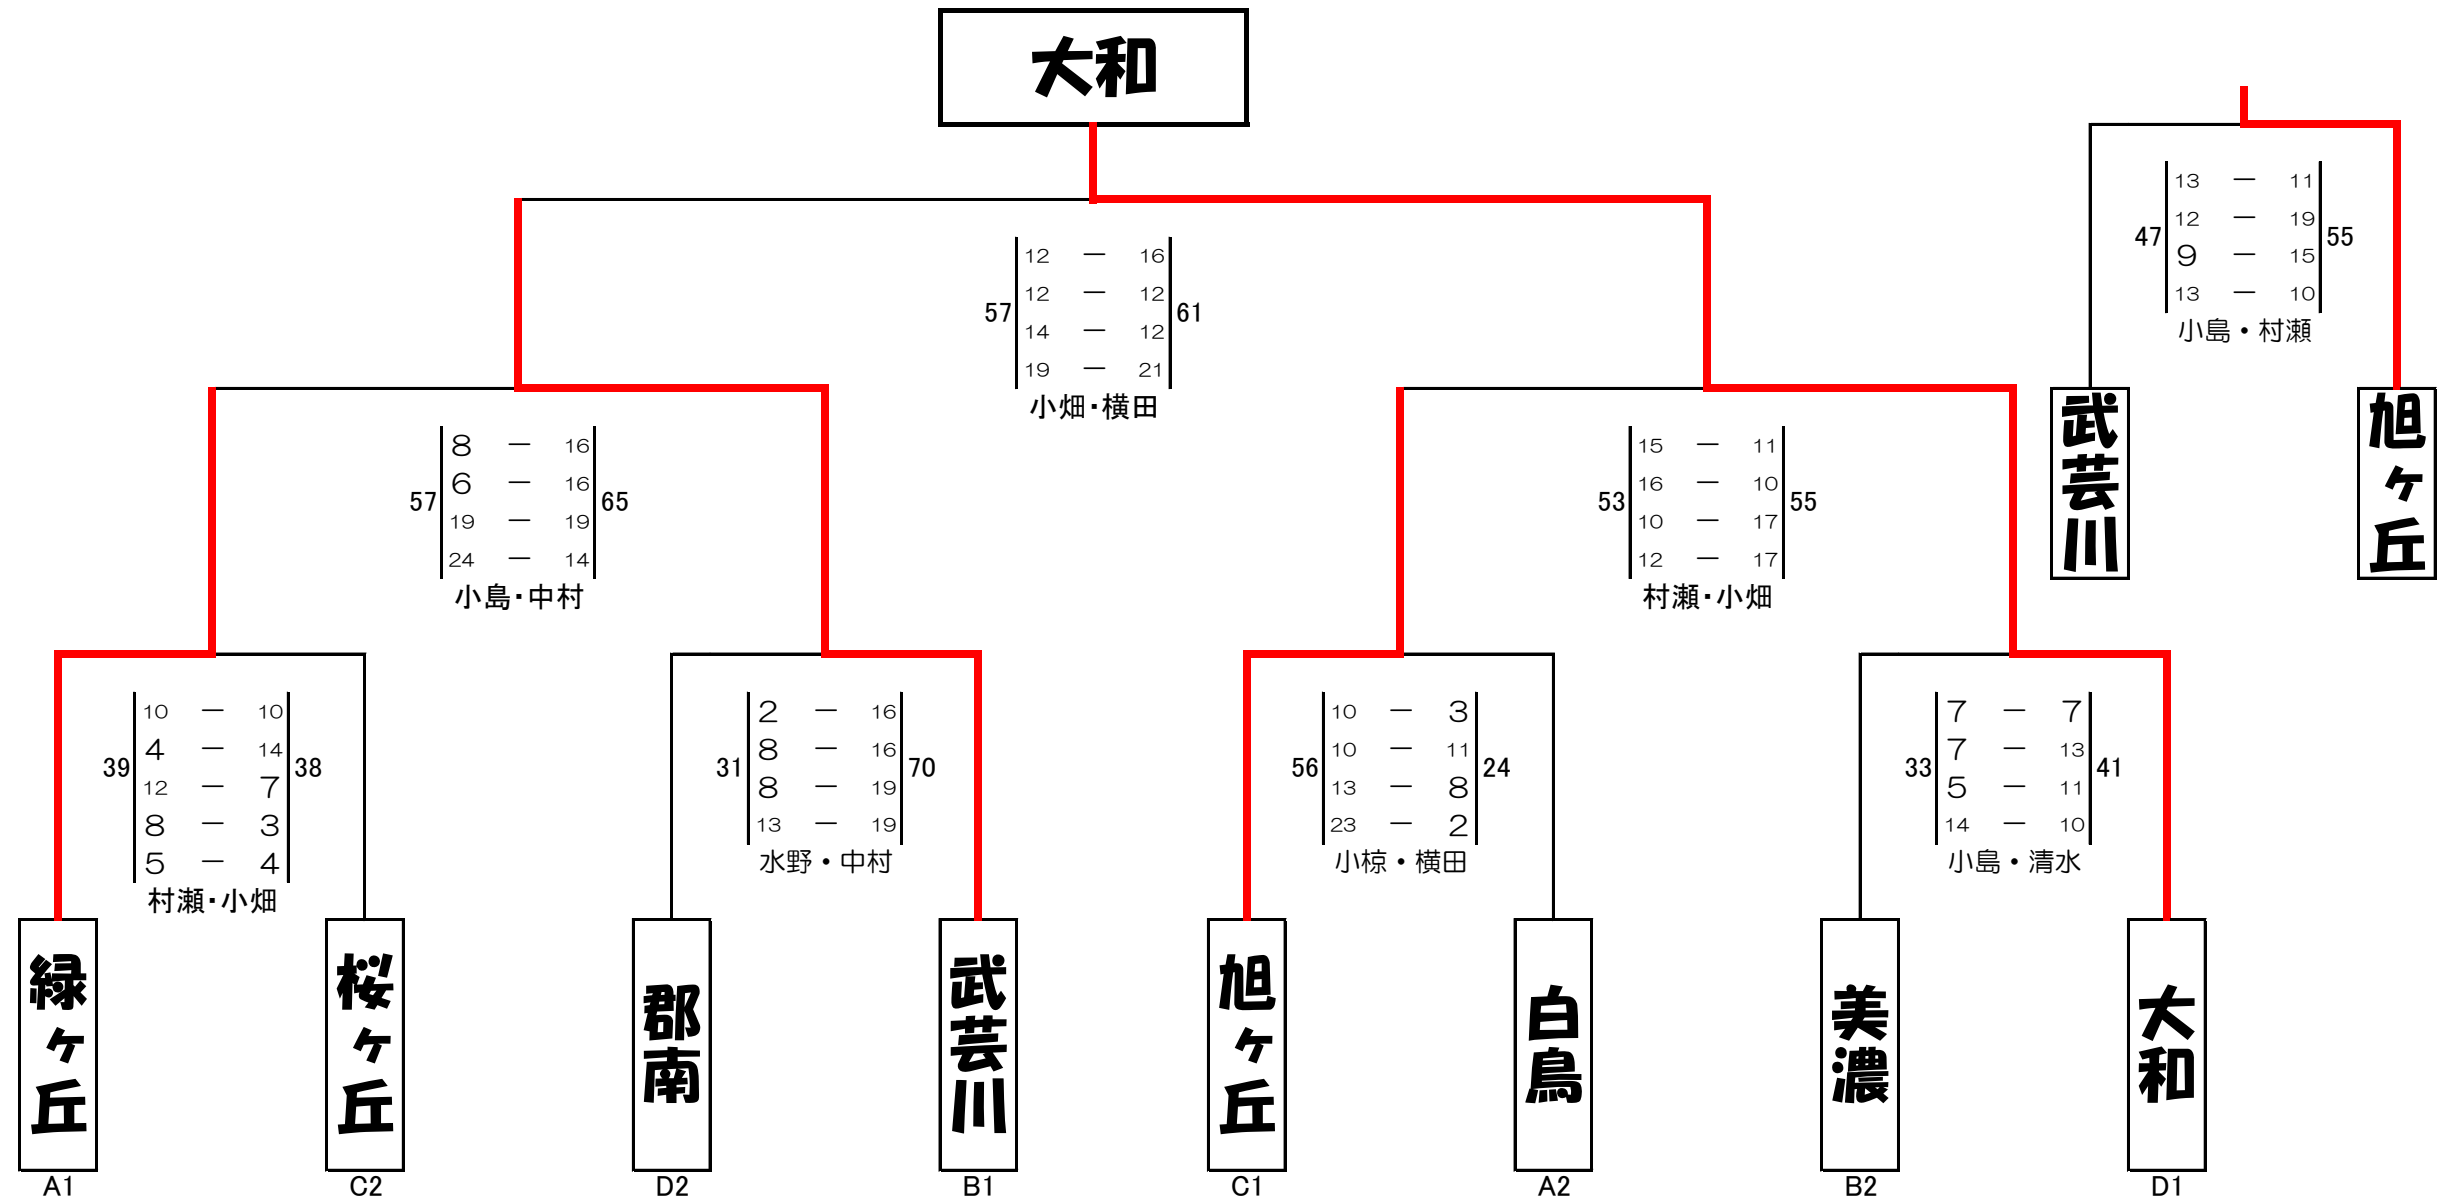 大和
13 — 11
12 — 19
47 9 — 15 55
13 — 10
小島・村瀬
武芸川
旭ヶ丘
12 — 16
12 — 12
57 14 — 12 61
19 — 21
小畑・横田
8 — 16
6 — 16
57 19 — 19 65
24 — 14
小島・中村
15 — 11
16 — 10
53 10 — 17 55
12 — 17
村瀬・小畑
10 — 10
4 — 14
39 12 — 7 38
8 — 3
5 — 4
村瀬・小畑
2 — 16
8 — 16
31 8 — 19 70
13 — 19
水野・中村
10 — 3
10 — 11
56 13 — 8 24
23 — 2
小椋・横田
7 — 7
7 — 13
33 5 — 11 41
14 — 10
小島・清水
緑ヶ丘
桜ヶ丘
郡南
武芸川
旭ヶ丘
白鳥
美濃
大和
A1 C2 D2 B1 C1 A2 B2 D1